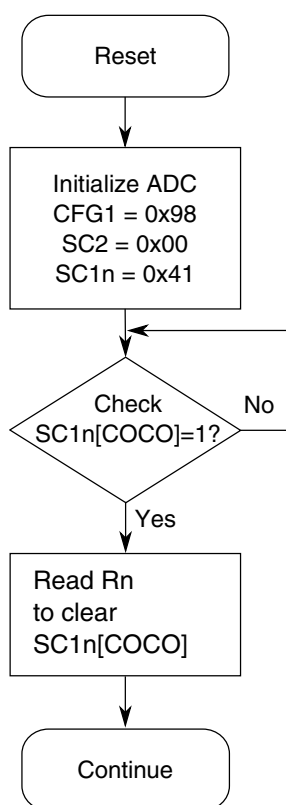 Reset
Initialize ADC
CFG1 = 0x98
SC2 = 0x00
SC1n = 0x41
Check
SC1n[COCO]=1?
No
Yes
Read Rn
to clear
SC1n[COCO]
Continue